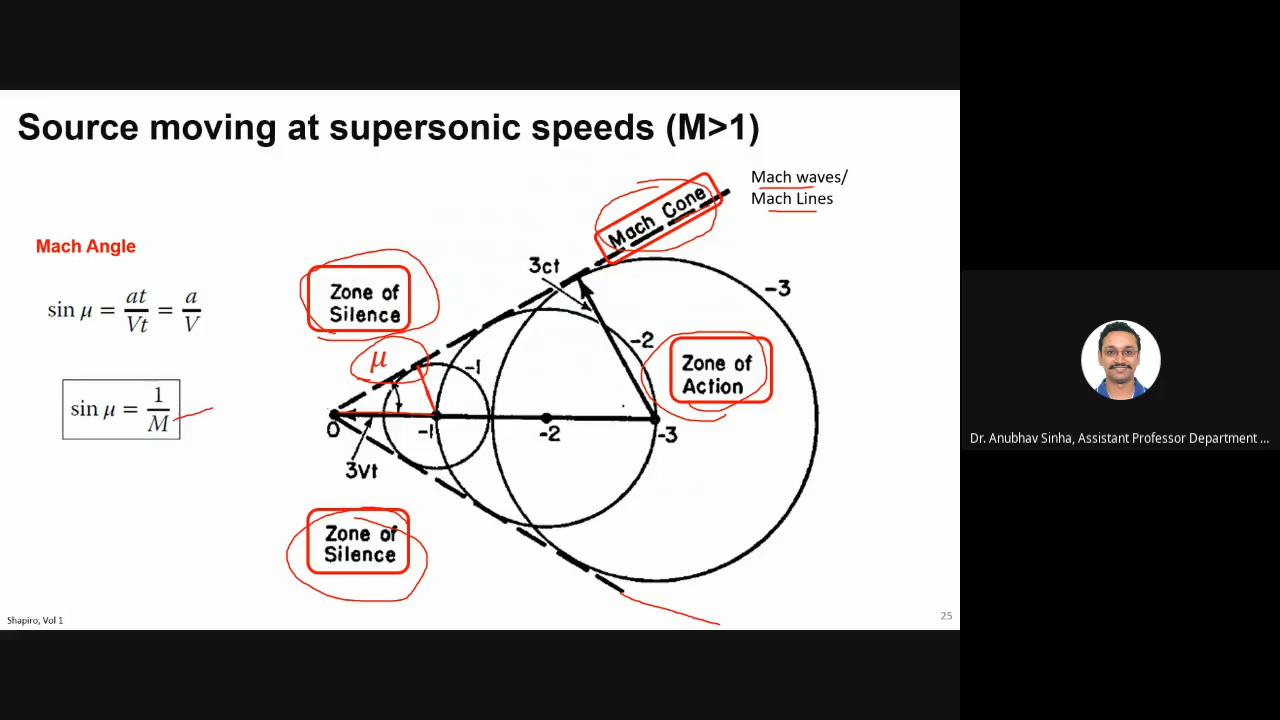 Source moving at supersonic speeds (M>1)
Mach waves/
Mach Lines
Mach Cone
Mach Angle
sin μ = at/Vt = a/V
sin μ = 1/M
Zone of
Silence
3ct
-3
-2
μ
-1
Zone of
Action
0
-1
-2
-3
3Vt
Zone of
Silence
Shapiro, Vol 1
25
Dr. Anubhav Sinha, Assistant Professor Department ...